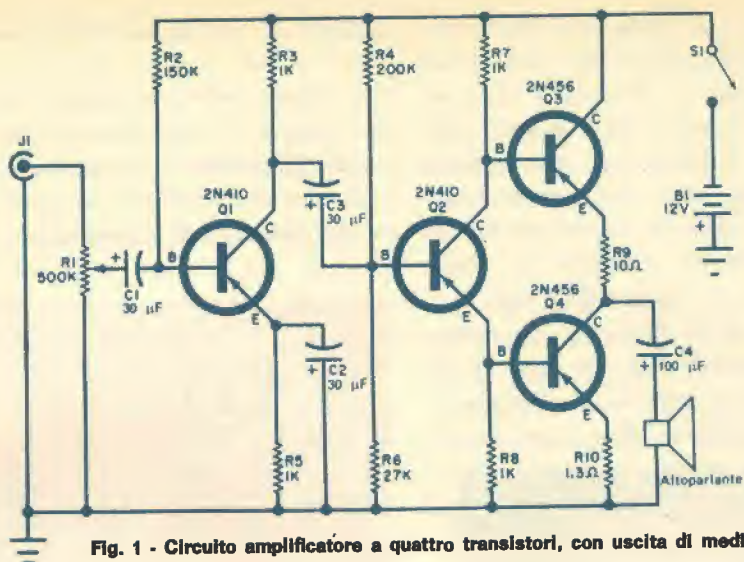 R2
150K
R3
1K
R4
200K
R7
1K
S1
2N456
Q3
C
B
E
J1
2N410
Q1
C
B
E
C3
+
30 µF
2N410
Q2
C
B
E
B1
12V
+
R9
10Ω
R1
500K
+
C1
30 µF
2N456
Q4
C
B
E
C4
+
100 µF
+
C2
30 µF
R5
1K
R6
27K
R8
1K
R10
1.3Ω
Altoparlante
Fig. 1 - Circuito amplificatore a quattro transistori, con uscita di medi